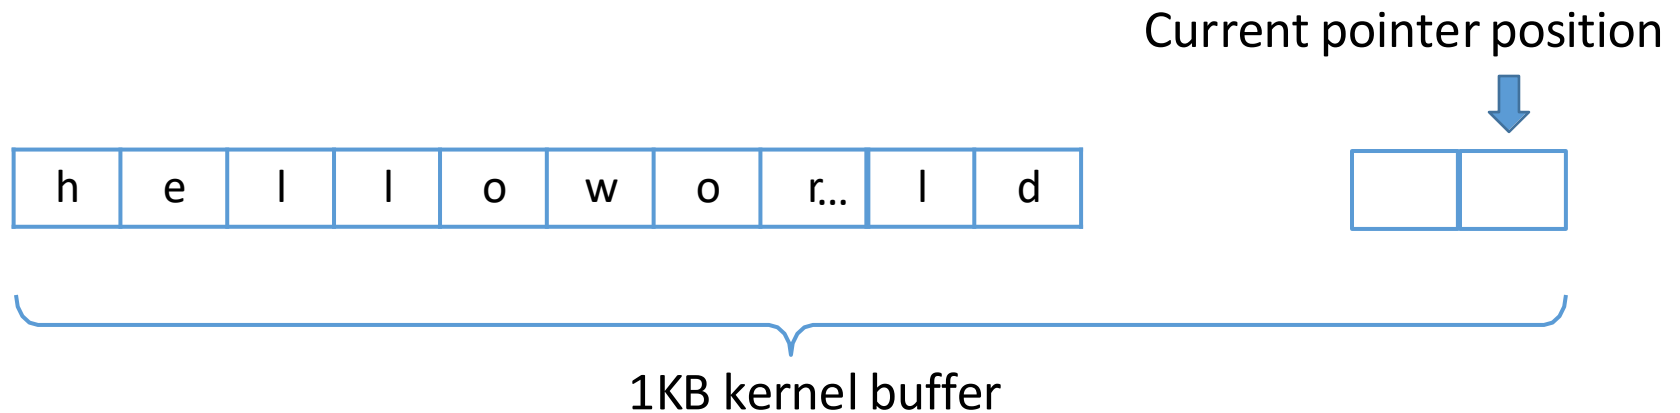 Current pointer position
h e l l o w o r... l d
1KB kernel buffer